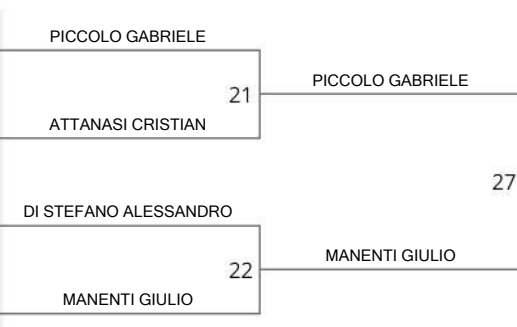 PICCOLO GABRIELE
21
PICCOLO GABRIELE
ATTANASI CRISTIAN
27
DI STEFANO ALESSANDRO
22
MANENTI GIULIO
MANENTI GIULIO